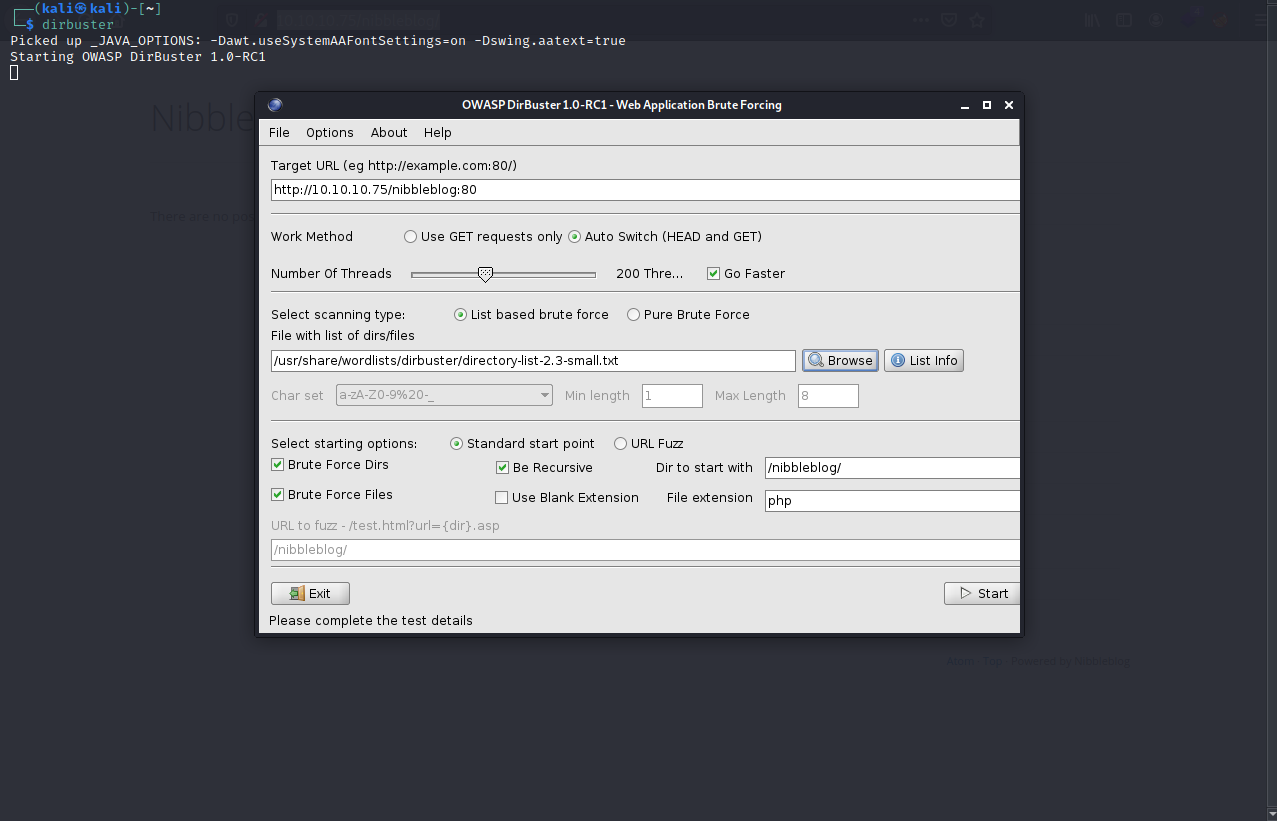 ┌──(kali㉿kali)-[~]
└─$ dirbuster
Picked up _JAVA_OPTIONS: -Dawt.useSystemAAFontSettings=on -Dswing.aatext=true
Starting OWASP DirBuster 1.0-RC1
Nibble
OWASP DirBuster 1.0-RC1 - Web Application Brute Forcing
File Options About Help
Target URL (eg http://example.com:80/)
http://10.10.10.75/nibbleblog:80
There are no po
Work Method Use GET requests only Auto Switch (HEAD and GET)
Number Of Threads 200 Thre... Go Faster
Select scanning type: List based brute force Pure Brute Force
File with list of dirs/files
/usr/share/wordlists/dirbuster/directory-list-2.3-small.txt Browse List Info
Char set a-zA-Z0-9%20-_ Min length 1 Max Length 8
Select starting options: Standard start point URL Fuzz
Brute Force Dirs Be Recursive Dir to start with /nibbleblog/
Brute Force Files Use Blank Extension File extension php
URL to fuzz - /test.html?url={dir}.asp
/nibbleblog/
Exit Start
Please complete the test details
Atom · Top · Powered by Nibbleblog